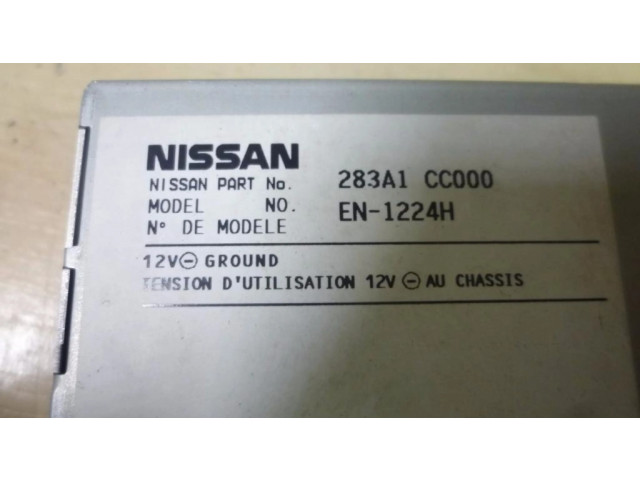 NISSAN
NISSAN PART No. 283A1 CC000
MODEL NO. EN-1224H
N° DE MODELE
12V⊖ GROUND
TENSION D'UTILISATION 12V ⊖ AU CHASSIS